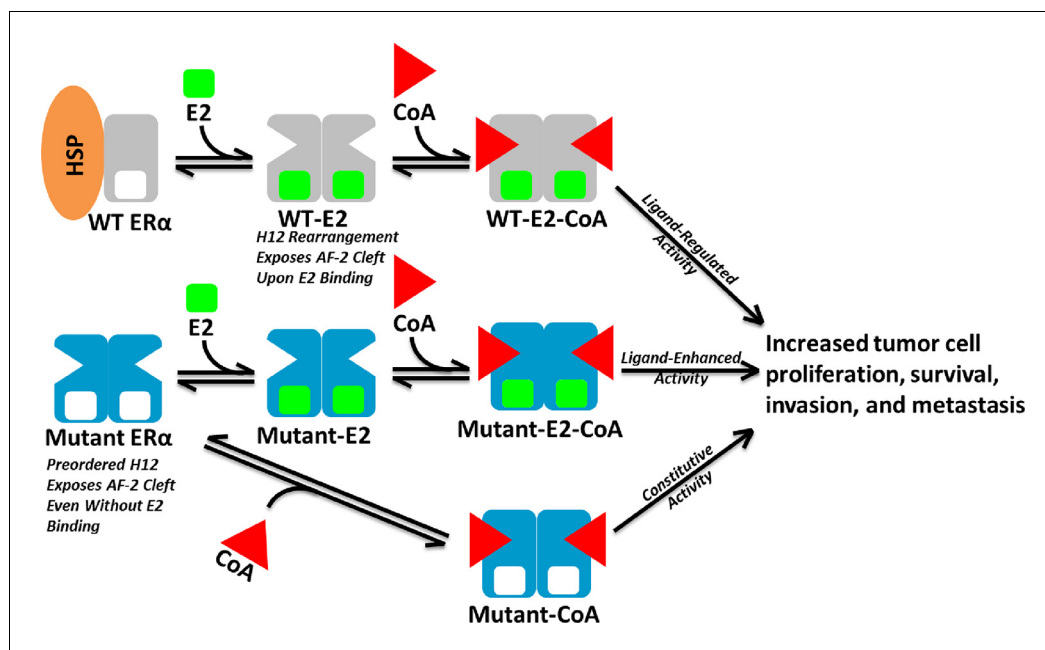 HSP
E2
CoA
WT ERα
WT-E2
H12 Rearrangement
Exposes AF-2 Cleft
Upon E2 Binding
WT-E2-CoA
Ligand-Regulated
Activity
E2
CoA
Mutant ERα
Preordered H12
Exposes AF-2 Cleft
Even Without E2
Binding
Mutant-E2
Mutant-E2-CoA
Ligand-Enhanced
Activity
Increased tumor cell
proliferation, survival,
invasion, and metastasis
CoA
Mutant-CoA
Constitutive
Activity